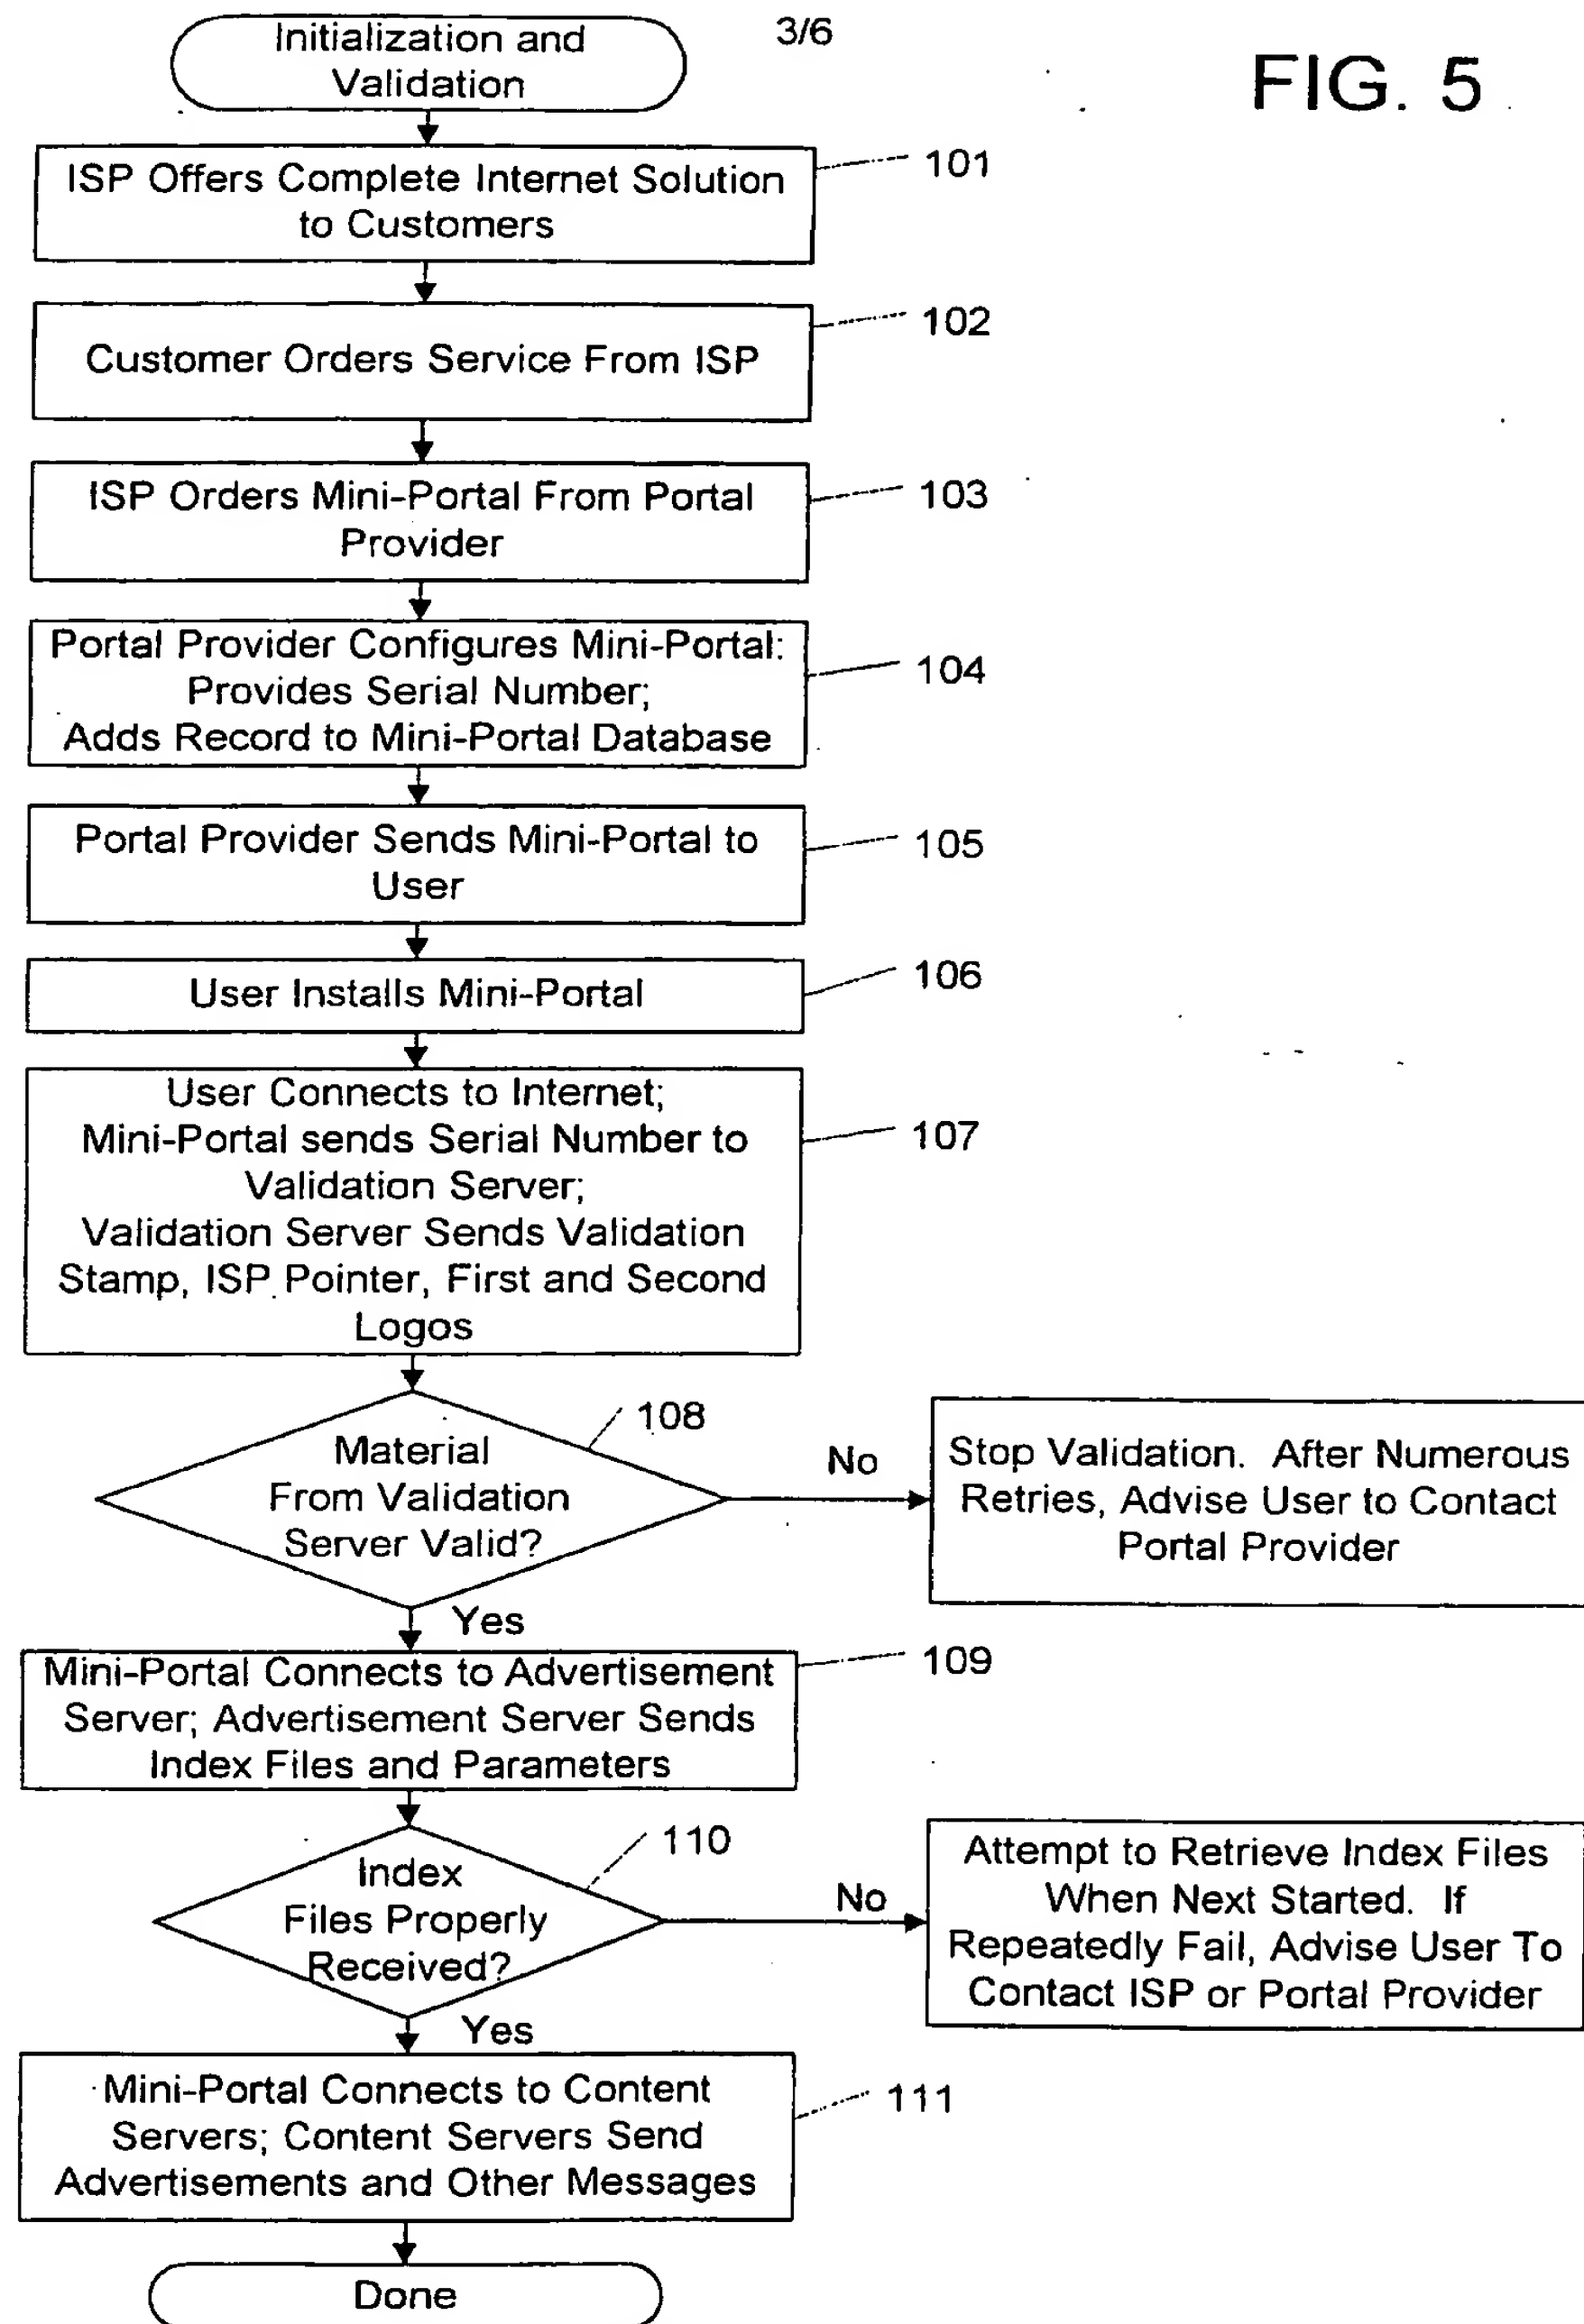 3/6
FIG. 5
Initialization and
Validation
ISP Offers Complete Internet Solution
to Customers
101
Customer Orders Service From ISP
102
ISP Orders Mini-Portal From Portal
Provider
103
Portal Provider Configures Mini-Portal:
Provides Serial Number;
Adds Record to Mini-Portal Database
104
Portal Provider Sends Mini-Portal to
User
105
User Installs Mini-Portal
106
User Connects to Internet;
Mini-Portal sends Serial Number to
Validation Server;
Validation Server Sends Validation
Stamp, ISP Pointer, First and Second
Logos
107
Material
From Validation
Server Valid?
108
No
Stop Validation. After Numerous
Retries, Advise User to Contact
Portal Provider
Yes
Mini-Portal Connects to Advertisement
Server; Advertisement Server Sends
Index Files and Parameters
109
Index
Files Properly
Received?
110
No
Attempt to Retrieve Index Files
When Next Started. If
Repeatedly Fail, Advise User To
Contact ISP or Portal Provider
Yes
Mini-Portal Connects to Content
Servers; Content Servers Send
Advertisements and Other Messages
111
Done